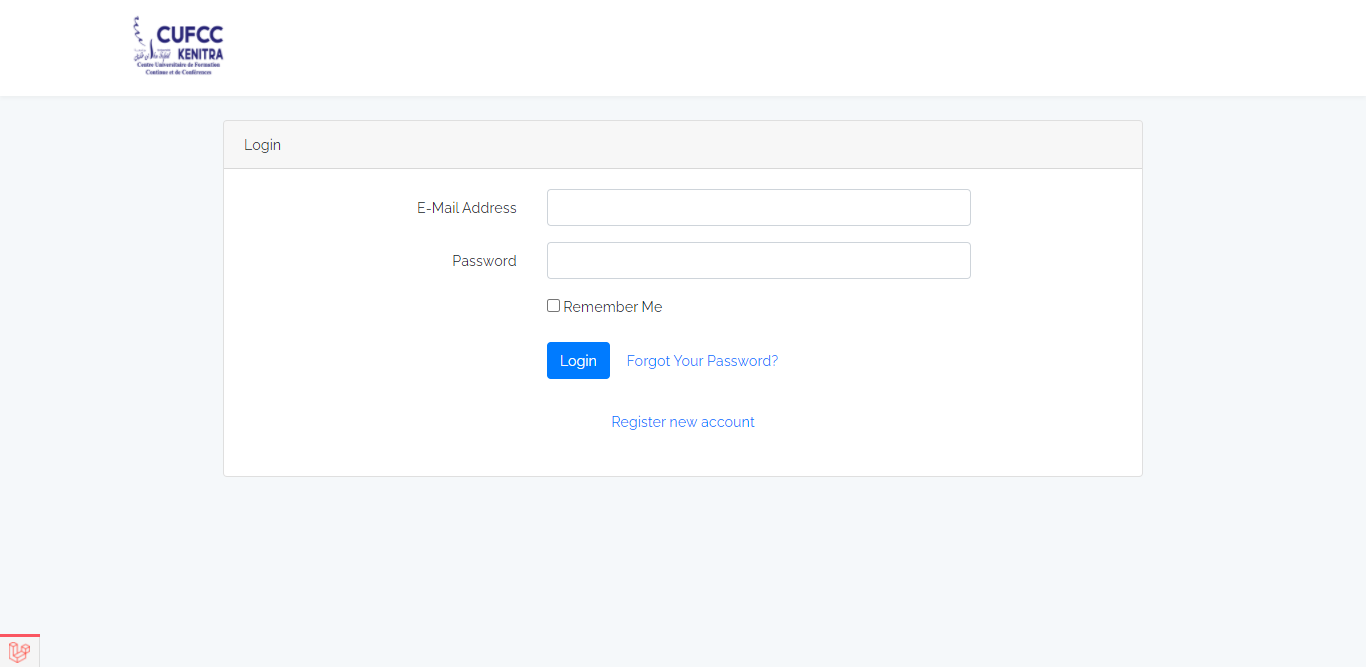 CUFCC
KENITRA
Centre Universitaire de Formation
Continue et de Conférences
Login
E-Mail Address
Password
Remember Me
Login Forgot Your Password?
Register new account